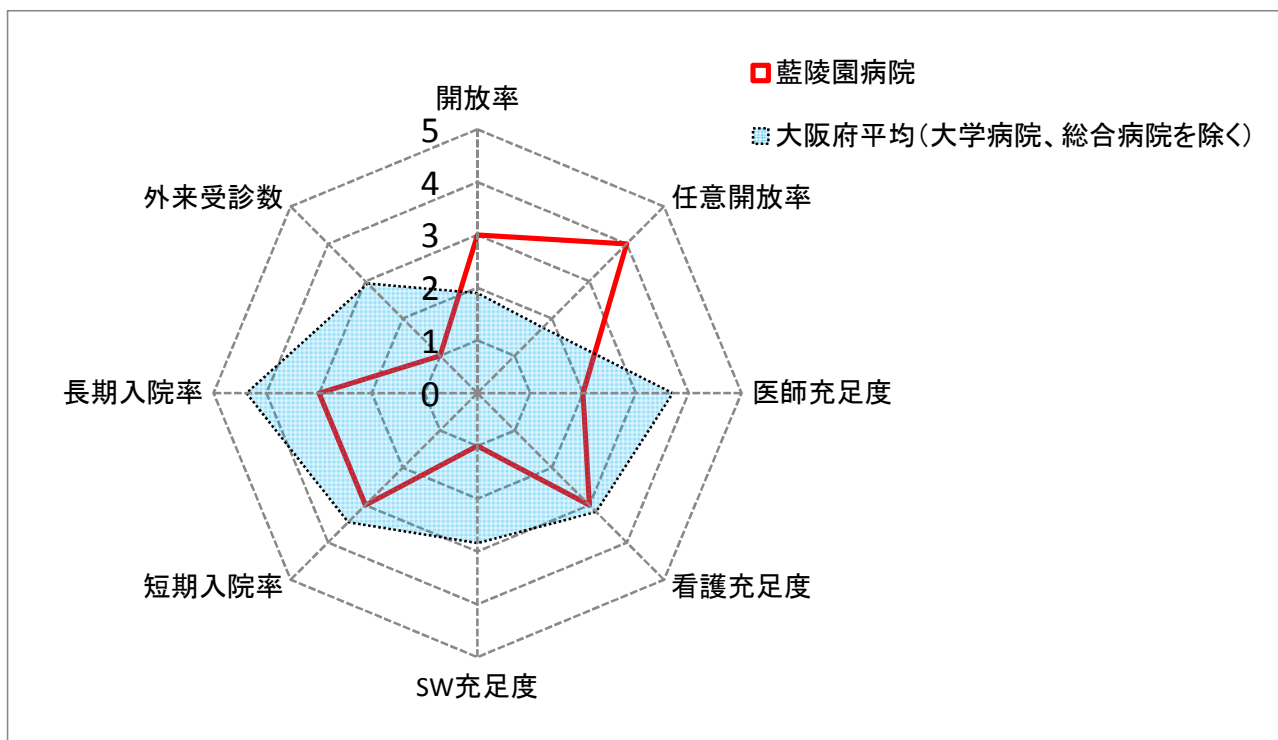 藍陵園病院
大阪府平均（大学病院、総合病院を除く）
開放率
任意開放率
医師充足度
看護充足度
SW充足度
短期入院率
長期入院率
外来受診数
5
4
3
2
1
0